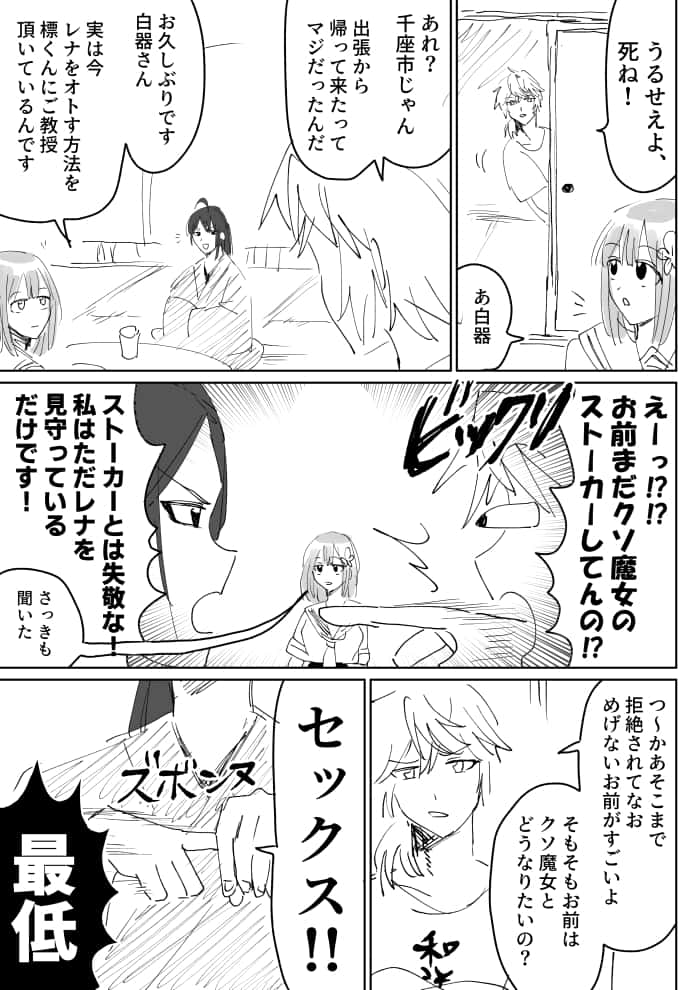 うるせえよ、
死ね！
あ白器
あれ？
千座市じゃん
出張から
帰って来たって
マジだったんだ
お久しぶりです
白器さん
実は今
レナをオトす方法を
標くんにご教授
頂いているんです
えーっ!?!?
お前まだクソ魔女の
ストーカーしてんの!?
ビックリ
ストーカーとは失敬な！
私はただレナを
見守っている
だけです！
さっきも
聞いた
つ～かあそこまで
拒絶されてなお
めげないお前がすごいよ
そもそもお前は
クソ魔女と
どうなりたいの？
セックス!!
ズボンヌ
最低